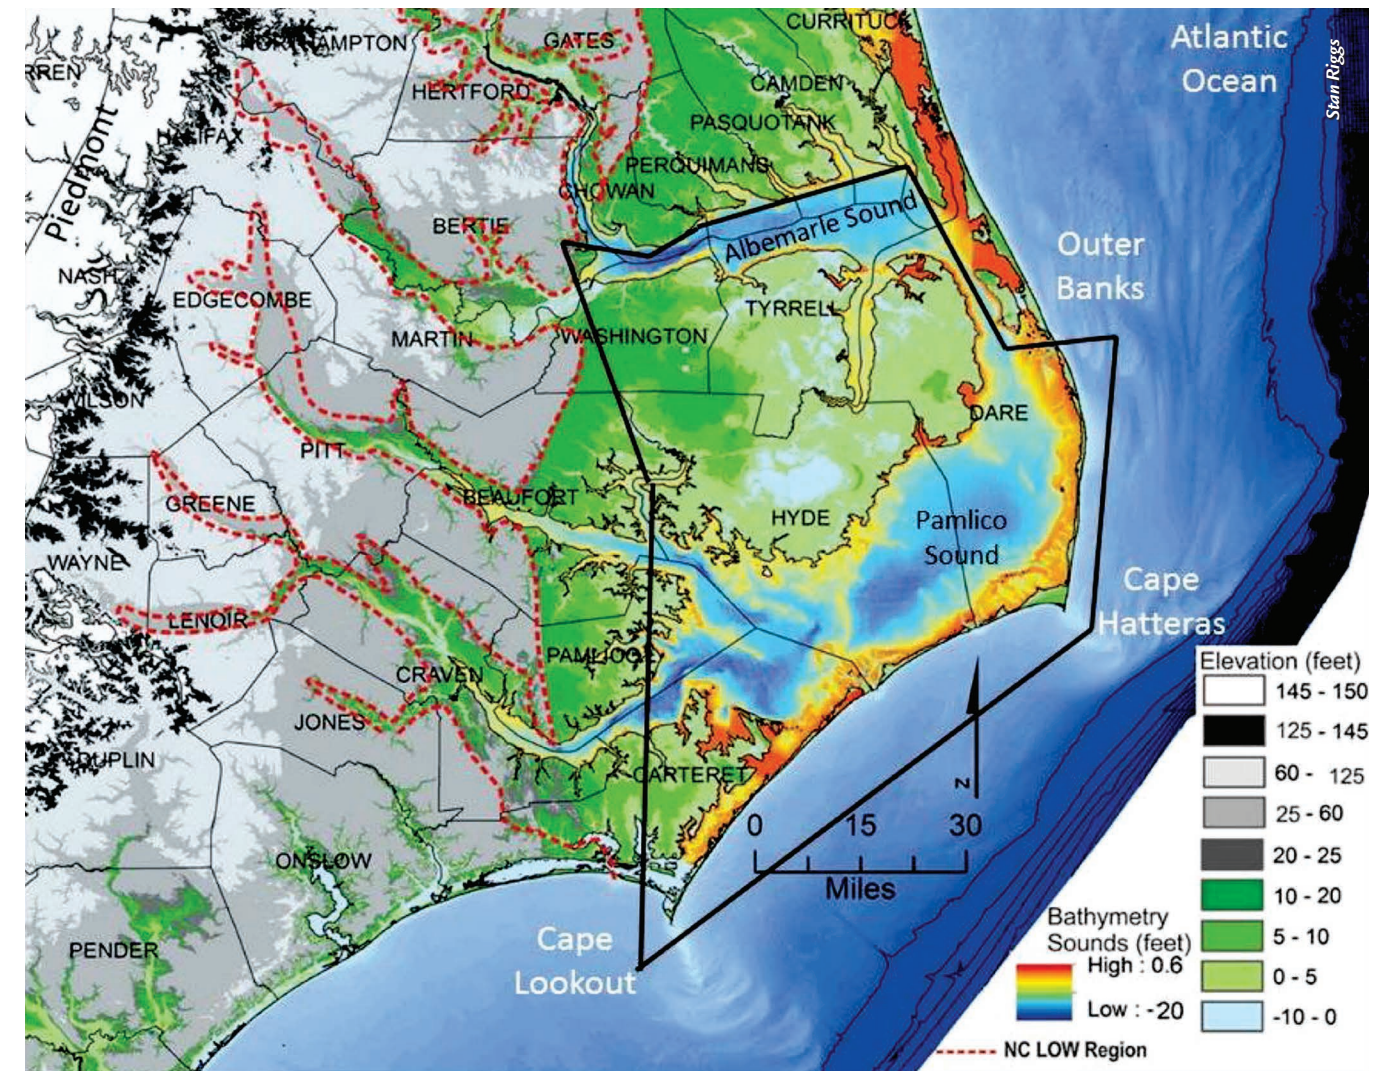 CURRITUCK
Atlantic
Ocean
Stan Riggs
GATES
HERTFORD
CAMDEN
PASQUOTANK
Piedmont
PERQUIMANS
CHOWAN
BERTIE
Albemarle Sound
Outer
Banks
NASH
EDGECOMBE
TYRRELL
MARTIN
WASHINGTON
WILSON
DARE
PITT
GREENE
BEAUFORT
HYDE
Pamlico
Sound
WAYNE
Cape
Hatteras
LENOIR
PAMLICO
CRAVEN
JONES
DUPLIN
CARTERET
N
0 15 30
Miles
ONSLOW
PENDER
Cape
Lookout
Elevation (feet)
145 - 150
125 - 145
60 - 125
25 - 60
20 - 25
10 - 20
5 - 10
0 - 5
-10 - 0
Bathymetry
Sounds (feet)
High : 0.6
Low : -20
NC LOW Region